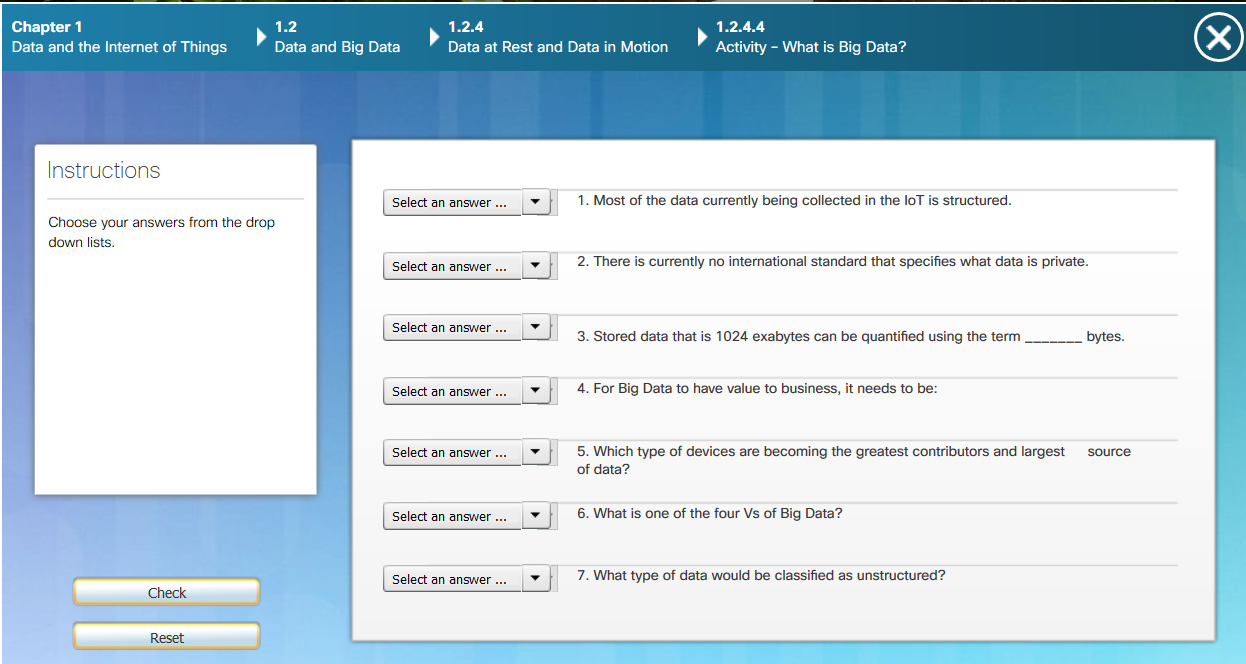 Chapter 1
Data and the Internet of Things
1.2
Data and Big Data
1.2.4
Data at Rest and Data in Motion
1.2.4.4
Activity - What is Big Data?
Instructions
Choose your answers from the drop
down lists.
Check
Reset
Select an answer ...
1. Most of the data currently being collected in the IoT is structured.
Select an answer ...
2. There is currently no international standard that specifies what data is private.
Select an answer ...
3. Stored data that is 1024 exabytes can be quantified using the term _______ bytes.
Select an answer ...
4. For Big Data to have value to business, it needs to be:
Select an answer ...
5. Which type of devices are becoming the greatest contributors and largest source
of data?
Select an answer ...
6. What is one of the four Vs of Big Data?
Select an answer ...
7. What type of data would be classified as unstructured?